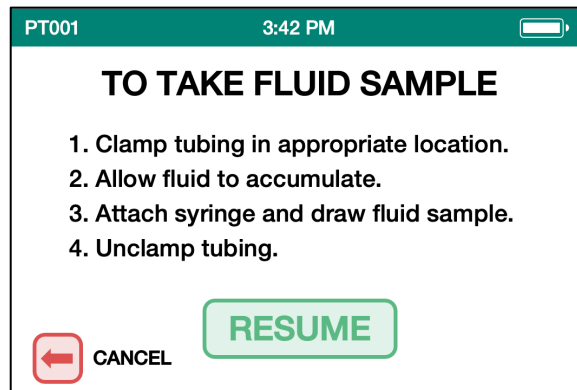 PT001 3:42 PM
TO TAKE FLUID SAMPLE
1. Clamp tubing in appropriate location.
2. Allow fluid to accumulate.
3. Attach syringe and draw fluid sample.
4. Unclamp tubing.
RESUME
CANCEL